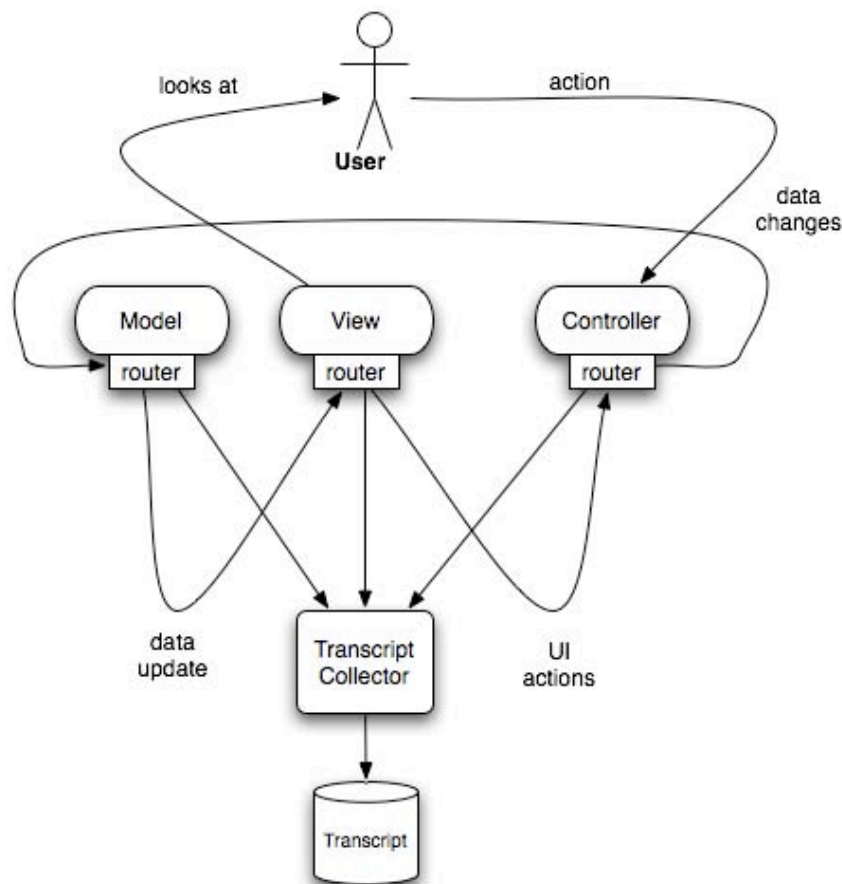 looks at
action
User
data
changes
Model
View
Controller
router
router
router
data
update
Transcript
Collector
UI
actions
Transcript